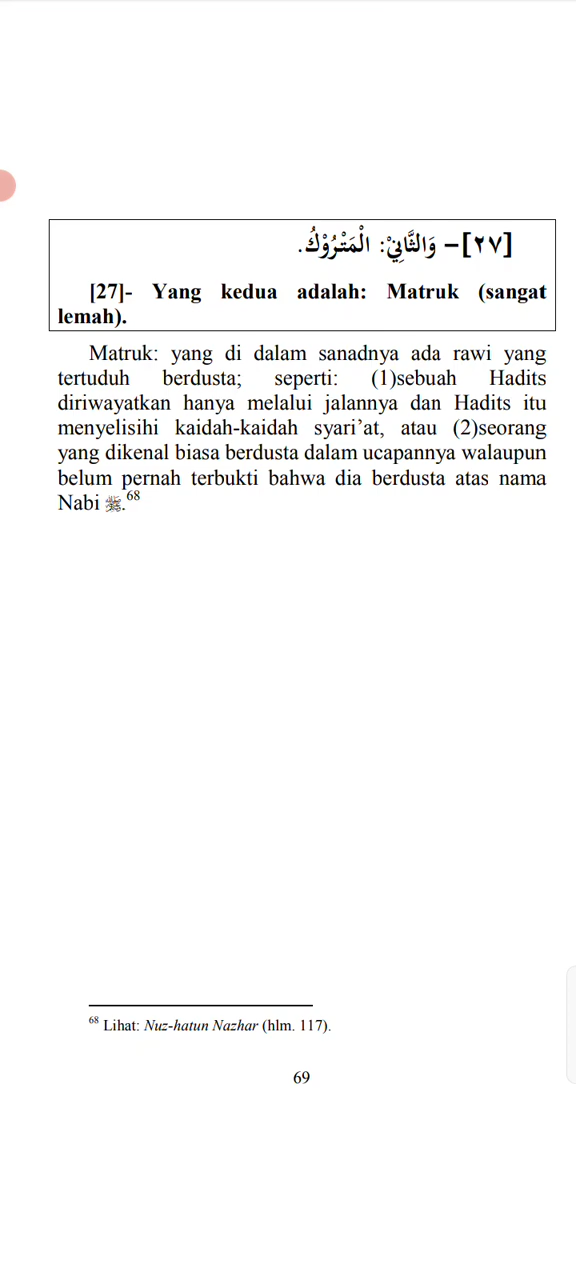 [٢٧]– وَالثَّانِيْ: الْمَتْرُوْكُ.
[27]- Yang kedua adalah: Matruk (sangat
lemah).
Matruk: yang di dalam sanadnya ada rawi yang
tertuduh berdusta; seperti: (1)sebuah Hadits
diriwayatkan hanya melalui jalannya dan Hadits itu
menyelisihi kaidah-kaidah syari’at, atau (2)seorang
yang dikenal biasa berdusta dalam ucapannya walaupun
belum pernah terbukti bahwa dia berdusta atas nama
Nabi ﷺ.68
68 Lihat: Nuz-hatun Nazhar (hlm. 117).
69